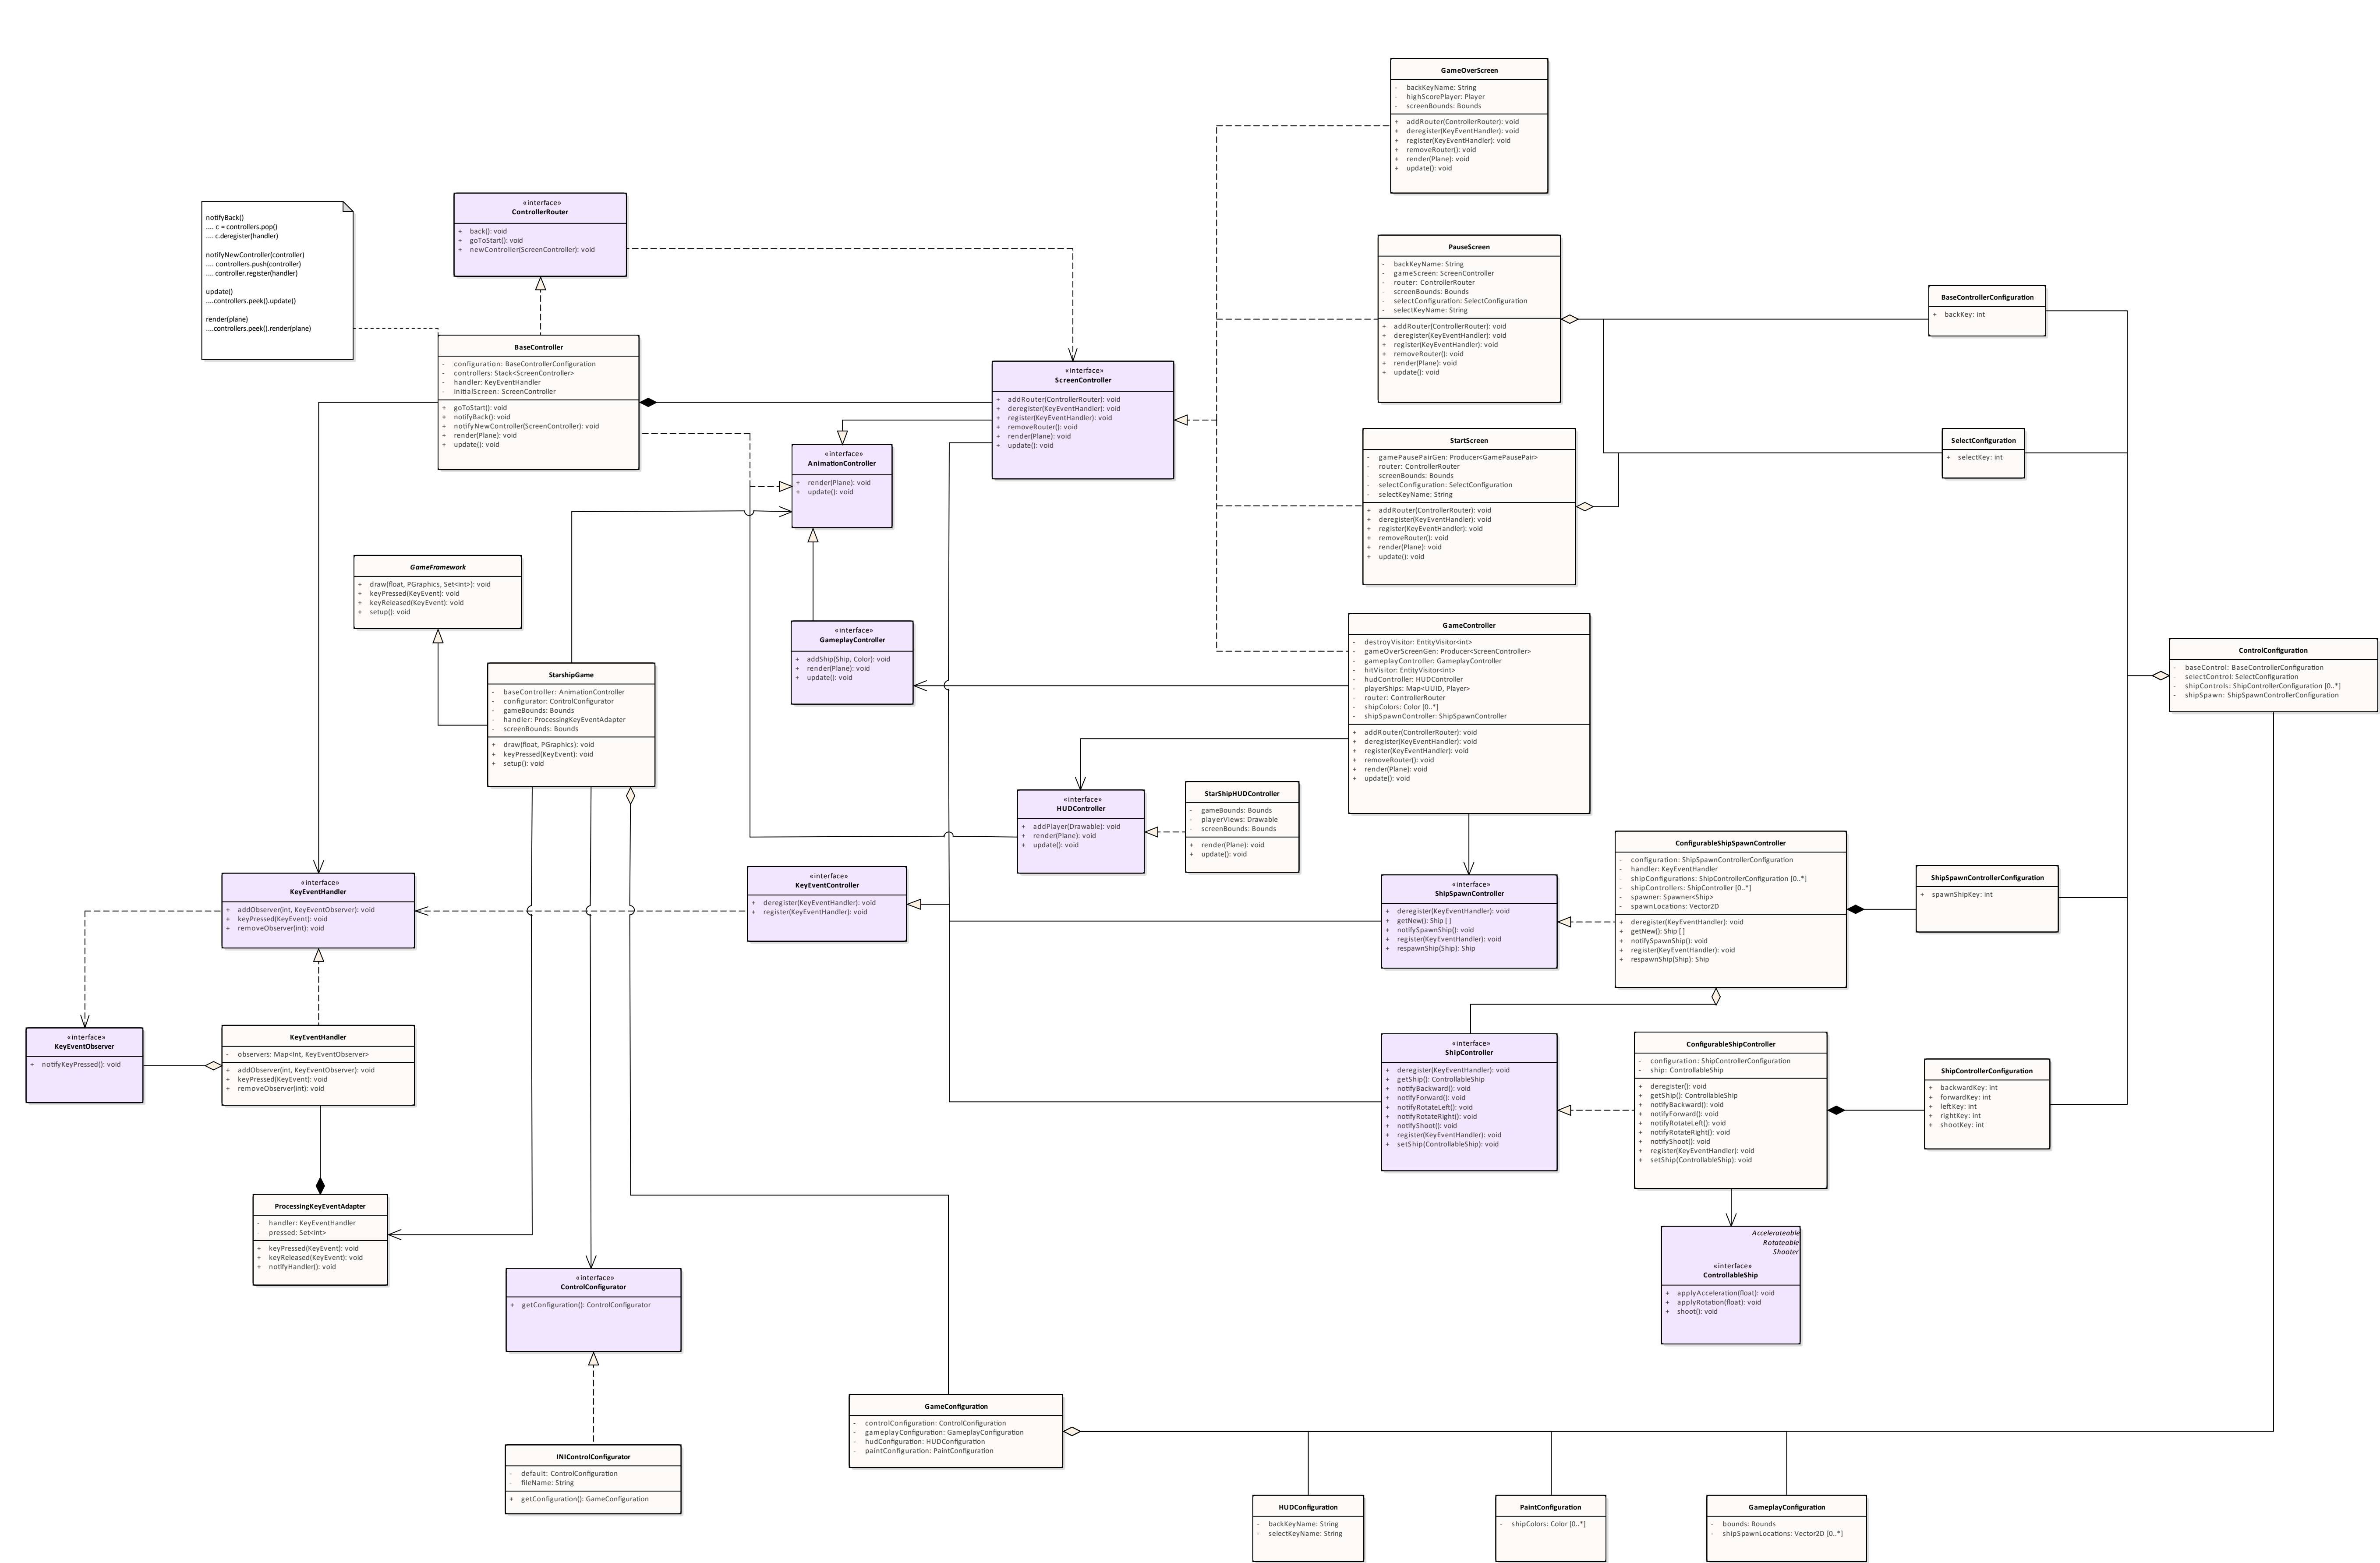 GameOverScreen
- backKeyName: String
- highScorePlayer: Player
- screenBounds: Bounds
+ addRouter(ControllerRouter): void
+ deregister(KeyEventHandler): void
+ register(KeyEventHandler): void
+ removeRouter(): void
+ render(Plane): void
+ update(): void
notifyBack()
.... c = controllers.pop()
.... c.deregister(handler)
notifyNewController(controller)
.... controllers.push(controller)
.... controller.register(handler)
update()
....controllers.peek().update()
render(plane)
....controllers.peek().render(plane)
«interface»
ControllerRouter
+ back(): void
+ goToStart(): void
+ newController(ScreenController): void
PauseScreen
- backKeyName: String
- gameScreen: ScreenController
- router: ControllerRouter
- screenBounds: Bounds
- selectConfiguration: SelectConfiguration
- selectKeyName: String
+ addRouter(ControllerRouter): void
+ deregister(KeyEventHandler): void
+ register(KeyEventHandler): void
+ removeRouter(): void
+ render(Plane): void
+ update(): void
BaseControllerConfiguration
+ backKey: int
BaseController
- configuration: BaseControllerConfiguration
- controllers: Stack<ScreenController>
- handler: KeyEventHandler
- initialScreen: ScreenController
+ goToStart(): void
+ notifyBack(): void
+ notifyNewController(ScreenController): void
+ render(Plane): void
+ update(): void
«interface»
ScreenController
+ addRouter(ControllerRouter): void
+ deregister(KeyEventHandler): void
+ register(KeyEventHandler): void
+ removeRouter(): void
+ render(Plane): void
+ update(): void
«interface»
AnimationController
+ render(Plane): void
+ update(): void
StartScreen
- gamePausePairGen: Producer<GamePausePair>
- router: ControllerRouter
- screenBounds: Bounds
- selectConfiguration: SelectConfiguration
- selectKeyName: String
+ addRouter(ControllerRouter): void
+ deregister(KeyEventHandler): void
+ register(KeyEventHandler): void
+ removeRouter(): void
+ render(Plane): void
+ update(): void
SelectConfiguration
+ selectKey: int
GameFramework
+ draw(float, PGraphics, Set<int>): void
+ keyPressed(KeyEvent): void
+ keyReleased(KeyEvent): void
+ setup(): void
«interface»
GameplayController
+ addShip(Ship, Color): void
+ render(Plane): void
+ update(): void
GameController
- destroyVisitor: EntityVisitor<int>
- gameOverScreenGen: Producer<ScreenController>
- gameplayController: GameplayController
- hitVisitor: EntityVisitor<int>
- hudController: HUDController
- playerShips: Map<UUID, Player>
- router: ControllerRouter
- shipColors: Color [0..*]
- shipSpawnController: ShipSpawnController
+ addRouter(ControllerRouter): void
+ deregister(KeyEventHandler): void
+ register(KeyEventHandler): void
+ removeRouter(): void
+ render(Plane): void
+ update(): void
ControlConfiguration
- baseControl: BaseControllerConfiguration
- selectControl: SelectConfiguration
- shipControls: ShipControllerConfiguration [0..*]
- shipSpawn: ShipSpawnControllerConfiguration
StarshipGame
- baseController: AnimationController
- configurator: ControlConfigurator
- gameBounds: Bounds
- handler: ProcessingKeyEventAdapter
- screenBounds: Bounds
+ draw(float, PGraphics): void
+ keyPressed(KeyEvent): void
+ setup(): void
«interface»
HUDController
+ addPlayer(Drawable): void
+ render(Plane): void
+ update(): void
StarShipHUDController
- gameBounds: Bounds
- playerViews: Drawable
- screenBounds: Bounds
+ render(Plane): void
+ update(): void
ConfigurableShipSpawnController
- configuration: ShipSpawnControllerConfiguration
- handler: KeyEventHandler
- shipConfigurations: ShipControllerConfiguration [0..*]
- shipControllers: ShipController [0..*]
- spawner: Spawner<Ship>
- spawnLocations: Vector2D
+ deregister(KeyEventHandler): void
+ getNew(): Ship [ ]
+ notifySpawnShip(): void
+ register(KeyEventHandler): void
+ respawnShip(Ship): Ship
ShipSpawnControllerConfiguration
+ spawnShipKey: int
«interface»
KeyEventHandler
+ addObserver(int, KeyEventObserver): void
+ keyPressed(KeyEvent): void
+ removeObserver(int): void
«interface»
KeyEventController
+ deregister(KeyEventHandler): void
+ register(KeyEventHandler): void
«interface»
ShipSpawnController
+ deregister(KeyEventHandler): void
+ getNew(): Ship [ ]
+ notifySpawnShip(): void
+ register(KeyEventHandler): void
+ respawnShip(Ship): Ship
«interface»
KeyEventObserver
+ notifyKeyPressed(): void
KeyEventHandler
- observers: Map<Int, KeyEventObserver>
+ addObserver(int, KeyEventObserver): void
+ keyPressed(KeyEvent): void
+ removeObserver(int): void
«interface»
ShipController
+ deregister(KeyEventHandler): void
+ getShip(): ControllableShip
+ notifyBackward(): void
+ notifyForward(): void
+ notifyRotateLeft(): void
+ notifyRotateRight(): void
+ notifyShoot(): void
+ register(KeyEventHandler): void
+ setShip(ControllableShip): void
ConfigurableShipController
- configuration: ShipControllerConfiguration
- ship: ControllableShip
+ deregister(): void
+ getShip(): ControllableShip
+ notifyBackward(): void
+ notifyForward(): void
+ notifyRotateLeft(): void
+ notifyRotateRight(): void
+ notifyShoot(): void
+ register(KeyEventHandler): void
+ setShip(ControllableShip): void
ShipControllerConfiguration
+ backwardKey: int
+ forwardKey: int
+ leftKey: int
+ rightKey: int
+ shootKey: int
ProcessingKeyEventAdapter
- handler: KeyEventHandler
- pressed: Set<int>
+ keyPressed(KeyEvent): void
+ keyReleased(KeyEvent): void
+ notifyHandler(): void
Accelerateable
Rotateable
Shooter
«interface»
ControllableShip
+ applyAcceleration(float): void
+ applyRotation(float): void
+ shoot(): void
«interface»
ControlConfigurator
+ getConfiguration(): ControlConfigurator
GameConfiguration
- controlConfiguration: ControlConfiguration
- gameplayConfiguration: GameplayConfiguration
- hudConfiguration: HUDConfiguration
- paintConfiguration: PaintConfiguration
INIControlConfigurator
- default: ControlConfiguration
- fileName: String
+ getConfiguration(): GameConfiguration
HUDConfiguration
- backKeyName: String
- selectKeyName: String
PaintConfiguration
- shipColors: Color [0..*]
GameplayConfiguration
- bounds: Bounds
- shipSpawnLocations: Vector2D [0..*]